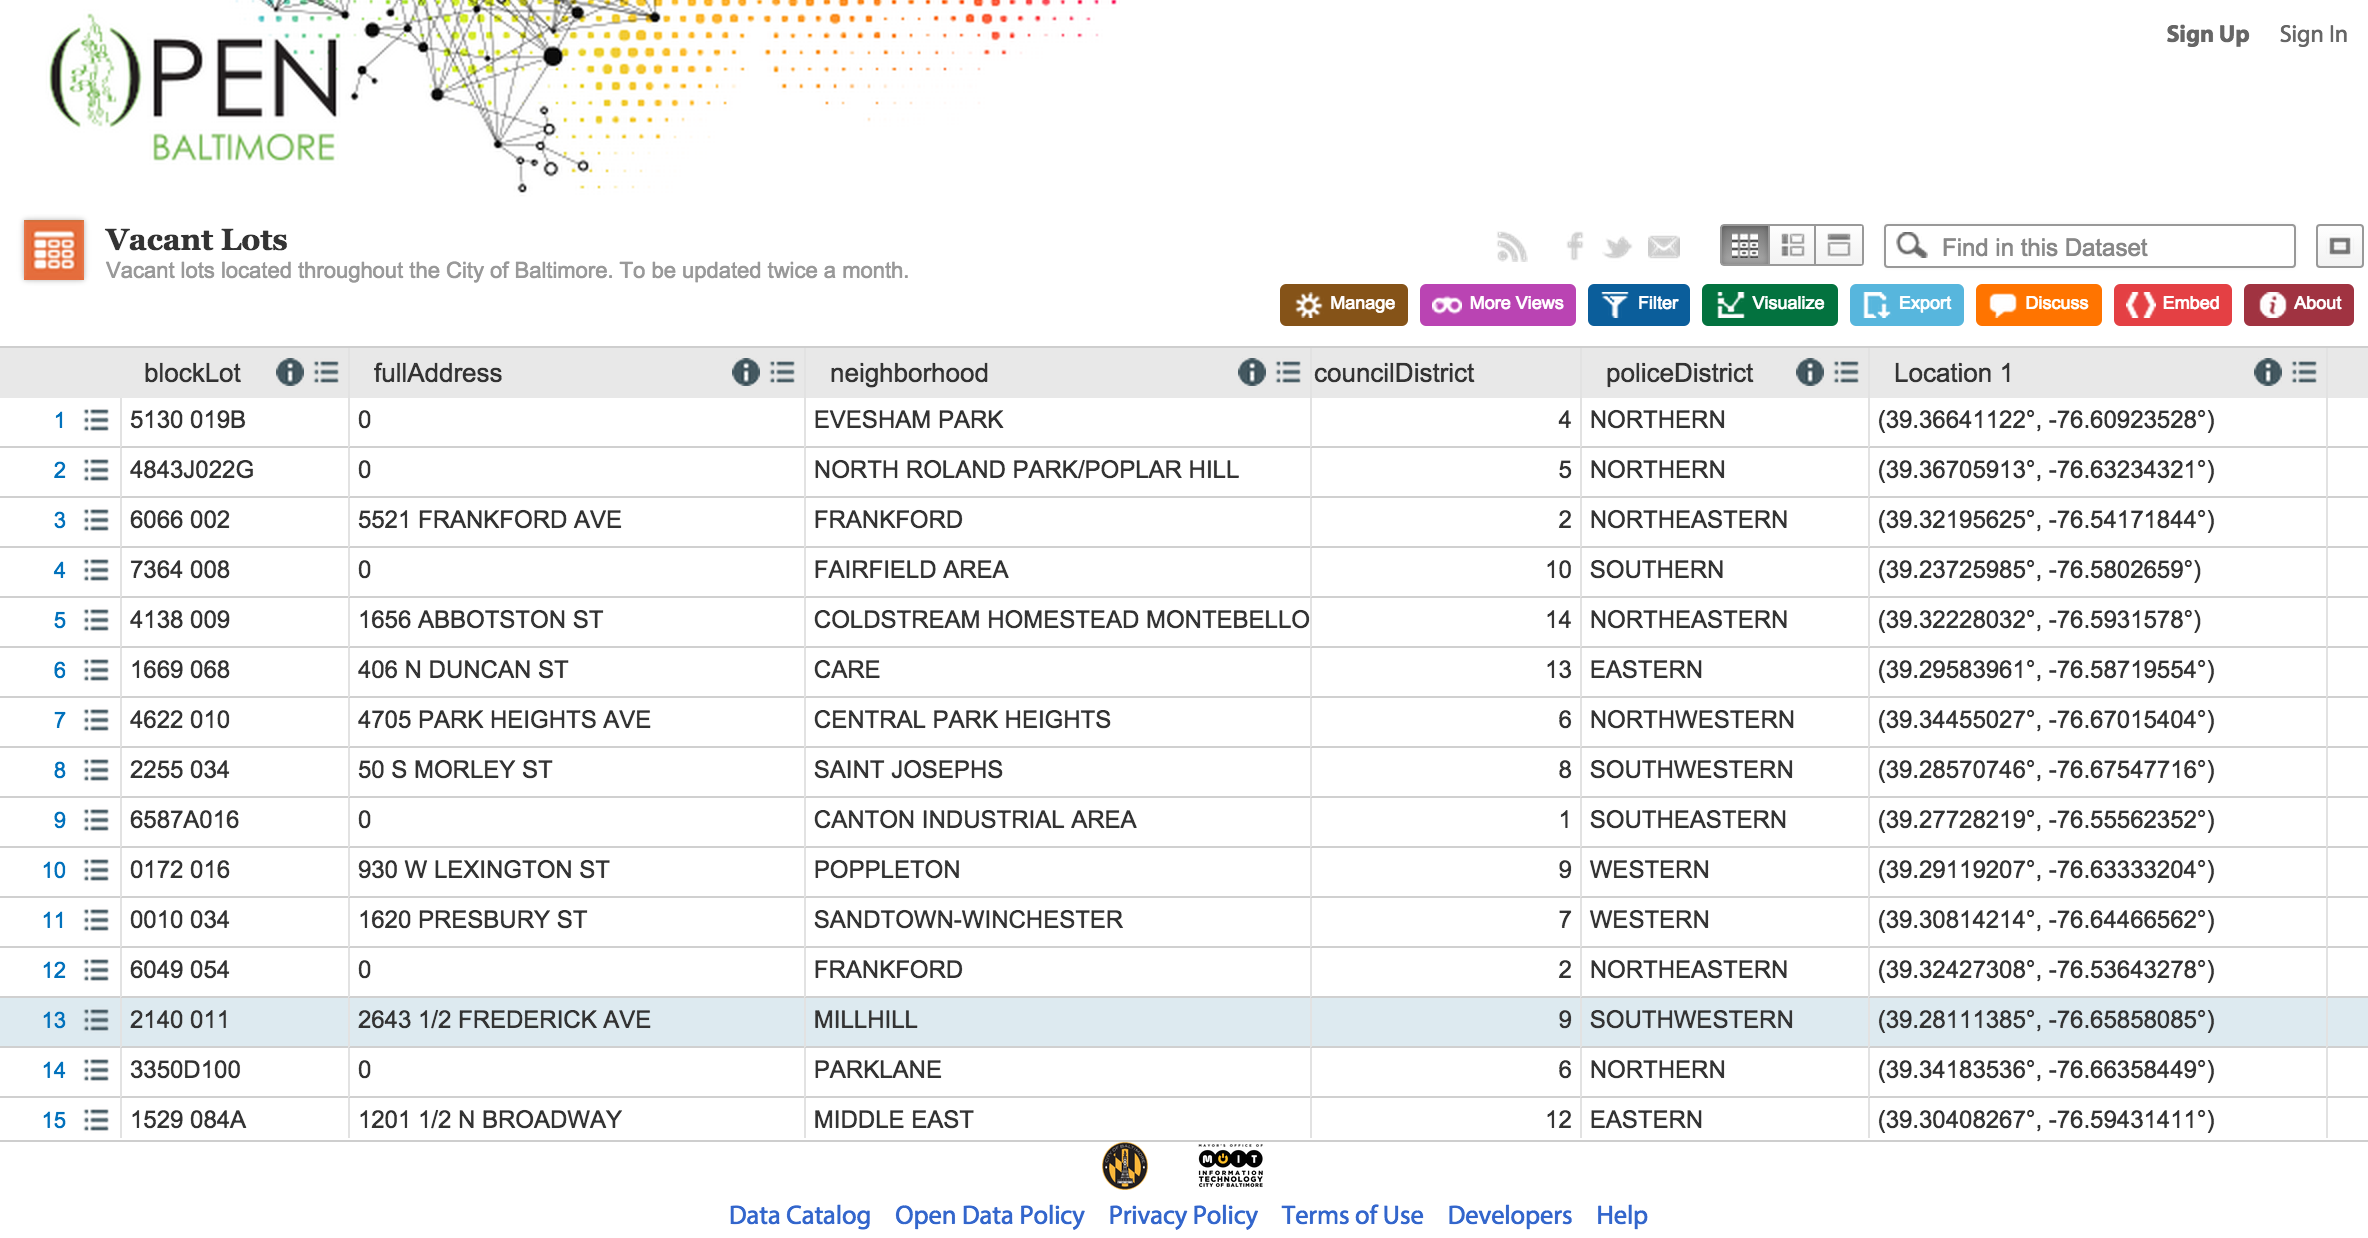 OPEN
BALTIMORE
Sign Up Sign In
Vacant Lots
Vacant lots located throughout the City of Baltimore. To be updated twice a month.
Find in this Dataset
Manage More Views Filter Visualize Export Discuss Embed About
blockLot fullAddress neighborhood councilDistrict policeDistrict Location 1
1 5130 019B 0 EVESHAM PARK 4 NORTHERN (39.36641122°, -76.60923528°)
2 4843J022G 0 NORTH ROLAND PARK/POPLAR HILL 5 NORTHERN (39.36705913°, -76.63234321°)
3 6066 002 5521 FRANKFORD AVE FRANKFORD 2 NORTHEASTERN (39.32195625°, -76.54171844°)
4 7364 008 0 FAIRFIELD AREA 10 SOUTHERN (39.23725985°, -76.5802659°)
5 4138 009 1656 ABBOTSTON ST COLDSTREAM HOMESTEAD MONTEBELLO 14 NORTHEASTERN (39.32228032°, -76.5931578°)
6 1669 068 406 N DUNCAN ST CARE 13 EASTERN (39.29583961°, -76.58719554°)
7 4622 010 4705 PARK HEIGHTS AVE CENTRAL PARK HEIGHTS 6 NORTHWESTERN (39.34455027°, -76.67015404°)
8 2255 034 50 S MORLEY ST SAINT JOSEPHS 8 SOUTHWESTERN (39.28570746°, -76.67547716°)
9 6587A016 0 CANTON INDUSTRIAL AREA 1 SOUTHEASTERN (39.27728219°, -76.55562352°)
10 0172 016 930 W LEXINGTON ST POPPLETON 9 WESTERN (39.29119207°, -76.63333204°)
11 0010 034 1620 PRESBURY ST SANDTOWN-WINCHESTER 7 WESTERN (39.30814214°, -76.64466562°)
12 6049 054 0 FRANKFORD 2 NORTHEASTERN (39.32427308°, -76.53643278°)
13 2140 011 2643 1/2 FREDERICK AVE MILLHILL 9 SOUTHWESTERN (39.28111385°, -76.65858085°)
14 3350D100 0 PARKLANE 6 NORTHERN (39.34183536°, -76.66358449°)
15 1529 084A 1201 1/2 N BROADWAY MIDDLE EAST 12 EASTERN (39.30408267°, -76.59431411°)
MAYOR'S OFFICE OF
MOIT
INFORMATION
TECHNOLOGY
CITY OF BALTIMORE
Data Catalog Open Data Policy Privacy Policy Terms of Use Developers Help